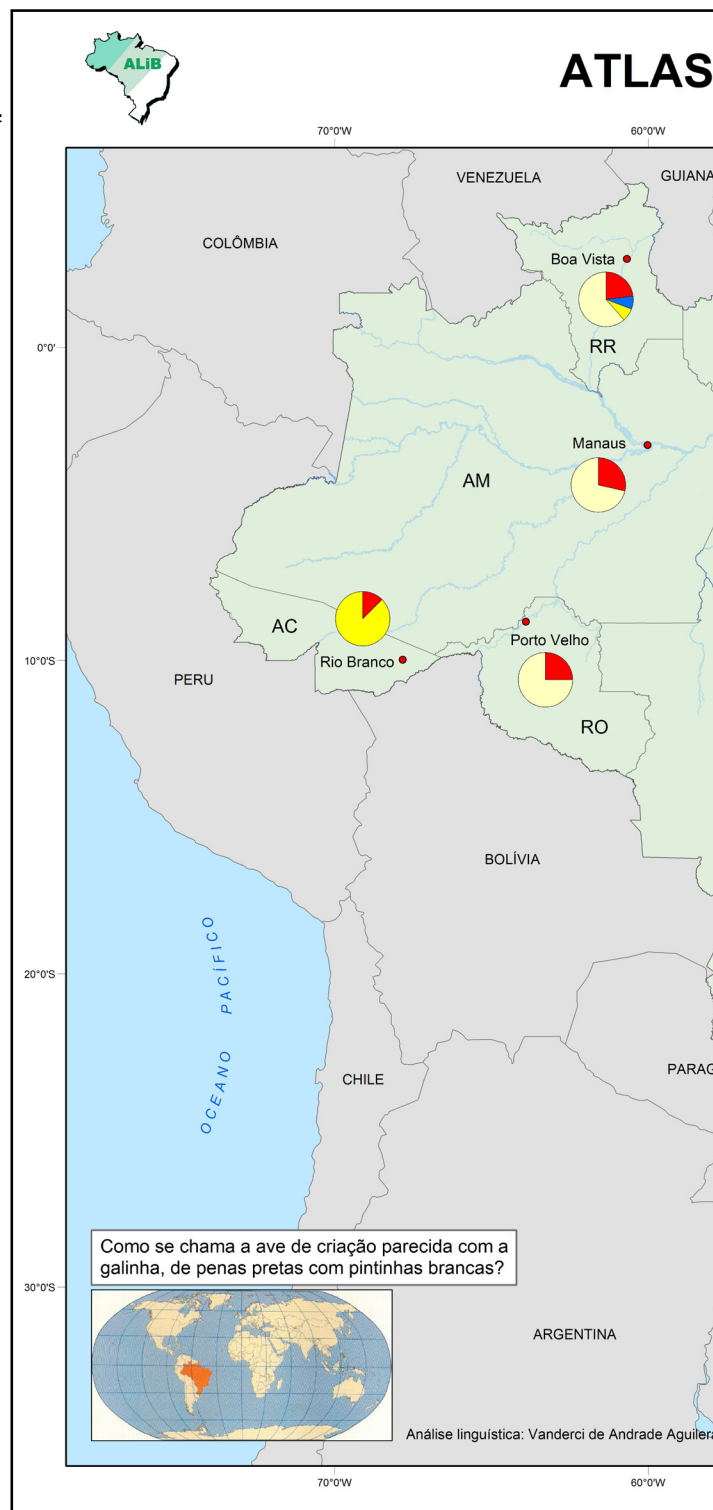 ALiB
ATLAS
70°0'W
60°0'W
VENEZUELA
GUIANA
COLÔMBIA
Boa Vista
RR
0°0'
Manaus
AM
AC
Rio Branco
Porto Velho
10°0'S
PERU
RO
BOLÍVIA
OCEANO PACÍFICO
20°0'S
CHILE
PARAG
Como se chama a ave de criação parecida com a
galinha, de penas pretas com pintinhas brancas?
30°0'S
ARGENTINA
Análise linguística: Vanderci de Andrade Aguilera
70°0'W
60°0'W